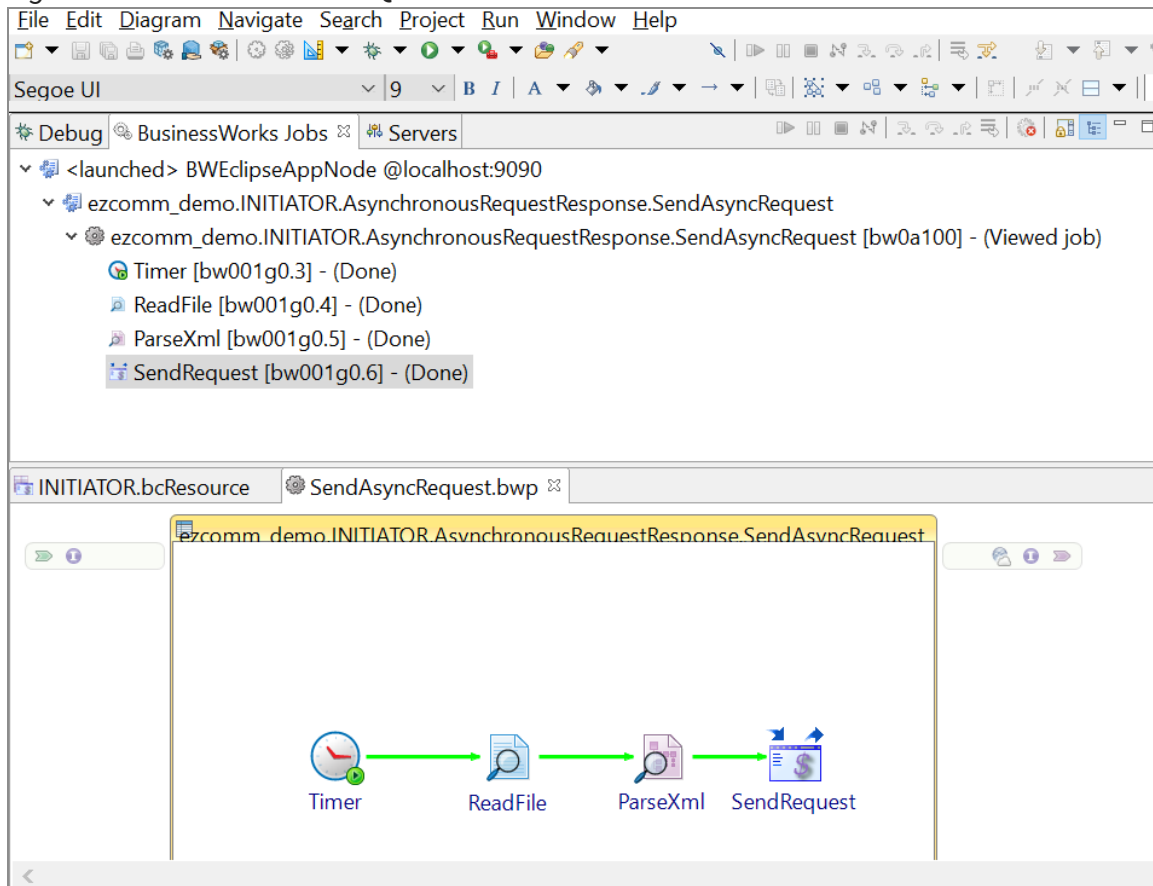 File Edit Diagram Navigate Search Project Run Window Help
Segoe UI 9 B I A
Debug BusinessWorks Jobs Servers
<launched> BWEclipseAppNode @localhost:9090
ezcomm_demo.INITIATOR.AsynchronousRequestResponse.SendAsyncRequest
ezcomm_demo.INITIATOR.AsynchronousRequestResponse.SendAsyncRequest [bw0a100] - (Viewed job)
Timer [bw001g0.3] - (Done)
ReadFile [bw001g0.4] - (Done)
ParseXml [bw001g0.5] - (Done)
SendRequest [bw001g0.6] - (Done)
INITIATOR.bcResource SendAsyncRequest.bwp
ezcomm_demo.INITIATOR.AsynchronousRequestResponse.SendAsyncRequest
Timer ReadFile ParseXml SendRequest